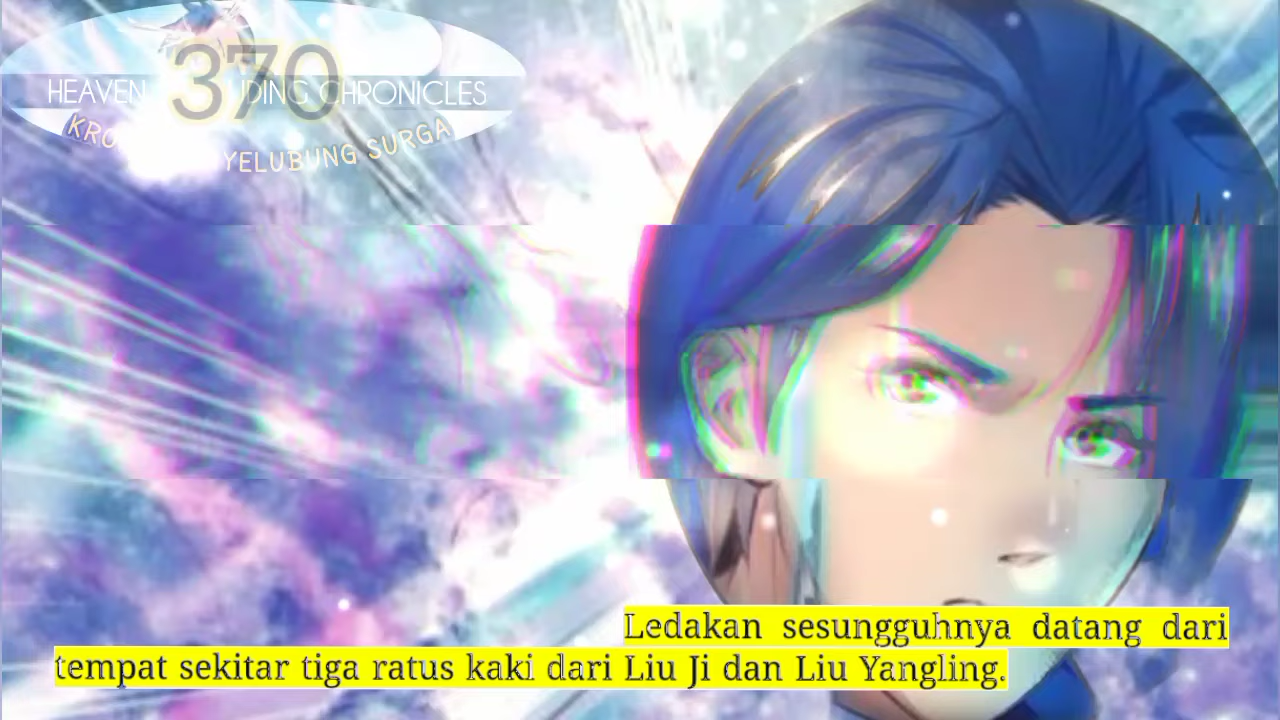 370
HEAVEN DING CHRONICLES
KRO YELUBUNG SURGA
Ledakan sesungguhnya datang dari
tempat sekitar tiga ratus kaki dari Liu Ji dan Liu Yangling.